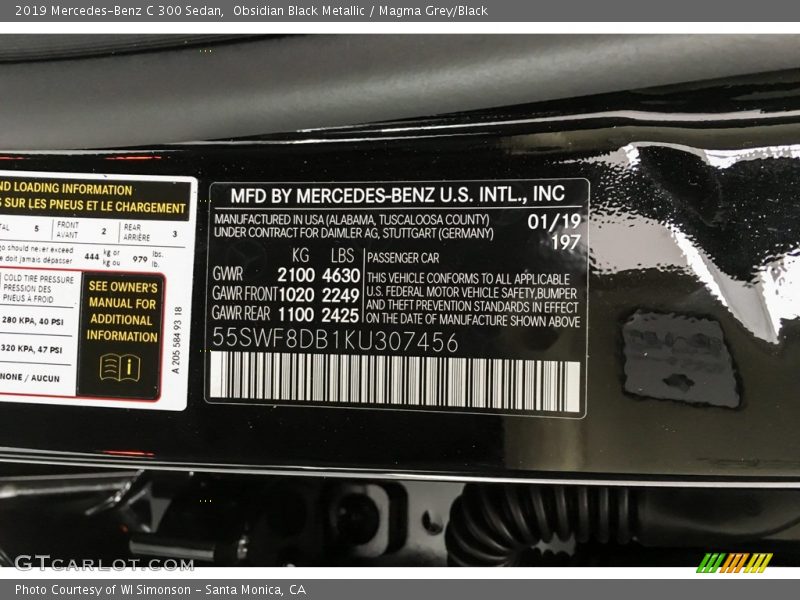 2019 Mercedes-Benz C 300 Sedan, Obsidian Black Metallic / Magma Grey/Black
ND LOADING INFORMATION
SUR LES PNEUS ET LE CHARGEMENT
TAL 5 FRONT AVANT 2 REAR ARRIÈRE 3
go should never exceed
e doit jamais dépasser 444 kg or kg ou 979 lbs. lb.
COLD TIRE PRESSURE
PRESSION DES
PNEUS À FROID
280 KPA, 40 PSI
320 KPA, 47 PSI
NONE / AUCUN
SEE OWNER'S
MANUAL FOR
ADDITIONAL
INFORMATION
A 205 584 93 18
MFD BY MERCEDES-BENZ U.S. INTL., INC
MANUFACTURED IN USA (ALABAMA, TUSCALOOSA COUNTY) 01/19
UNDER CONTRACT FOR DAIMLER AG, STUTTGART (GERMANY) 197
KG LBS
GWR 2100 4630
GAWR FRONT 1020 2249
GAWR REAR 1100 2425
PASSENGER CAR
THIS VEHICLE CONFORMS TO ALL APPLICABLE
U.S. FEDERAL MOTOR VEHICLE SAFETY,BUMPER
AND THEFT PREVENTION STANDARDS IN EFFECT
ON THE DATE OF MANUFACTURE SHOWN ABOVE
55SWF8DB1KU307456
GTCARLOT.COM
Photo Courtesy of WI Simonson - Santa Monica, CA